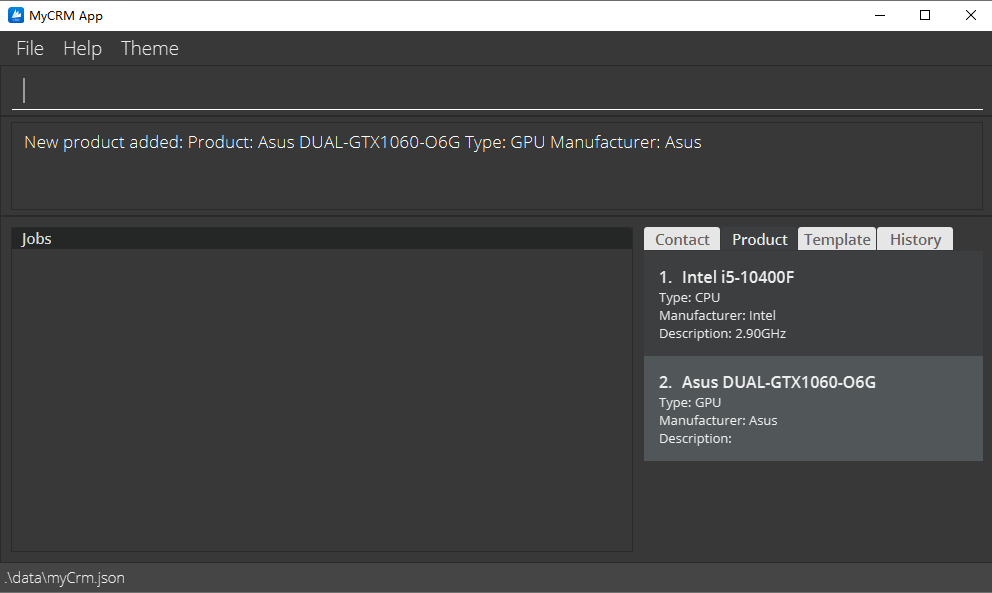 MyCRM App
File Help Theme
New product added: Product: Asus DUAL-GTX1060-O6G Type: GPU Manufacturer: Asus
Jobs
Contact Product Template History
1. Intel i5-10400F
Type: CPU
Manufacturer: Intel
Description: 2.90GHz
2. Asus DUAL-GTX1060-O6G
Type: GPU
Manufacturer: Asus
Description:
.\data\myCrm.json